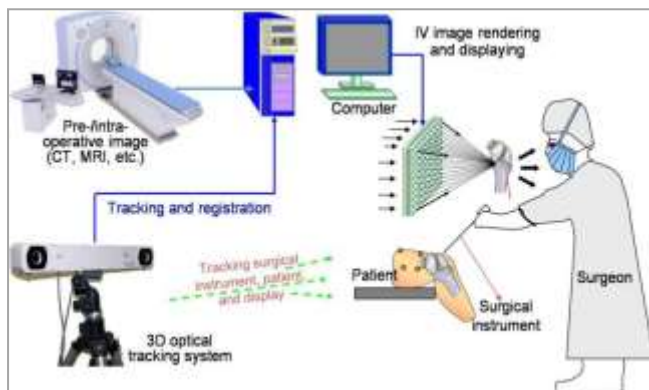 IV image rendering
and displaying
Computer
Pre-/intra-
operative image
(CT, MRI, etc.)
Tracking and registration
Tracking surgical
instrument, patient
and display
Patient
Surgical
instrument
Surgeon
3D optical
tracking system